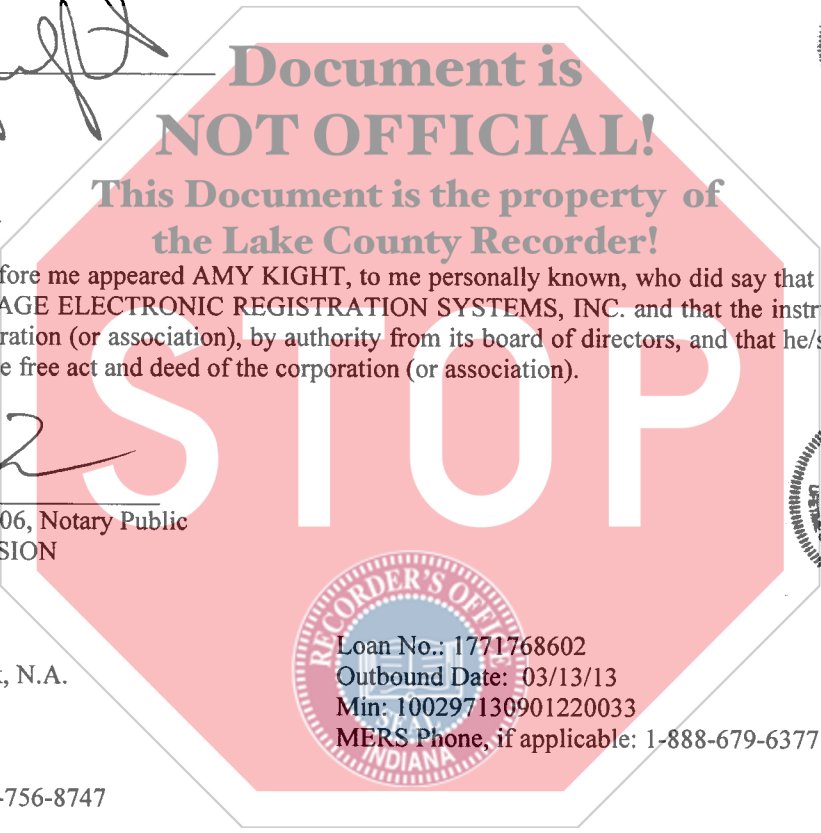 Document is
NOT OFFICIAL!
This Document is the property of
the Lake County Recorder!
fore me appeared AMY KIGHT, to me personally known, who did say that
AGE ELECTRONIC REGISTRATION SYSTEMS, INC. and that the instr
ration (or association), by authority from its board of directors, and that he/s
e free act and deed of the corporation (or association).
STOP
06, Notary Public
SION
RECORDER'S OFFICE
Loan No.: 1771768602
, N.A.
Outbound Date: 03/13/13
Min: 100297130901220033
SEAL
MERS Phone, if applicable: 1-888-679-6377
INDIANA
-756-8747